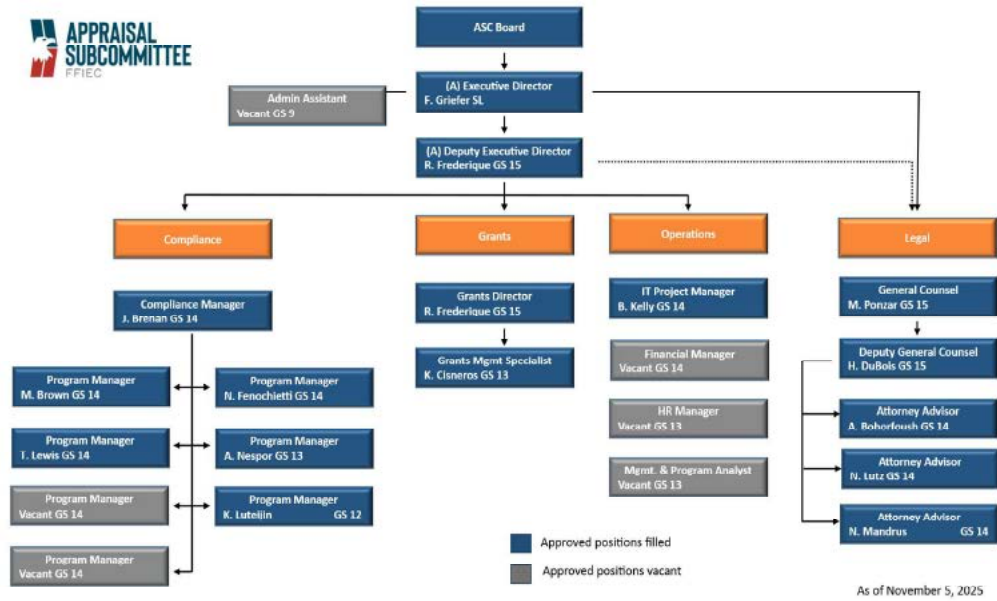 APPRAISAL
SUBCOMMITTEE
FFIEC
ASC Board
(A) Executive Director
F. Griefer SL
Admin Assistant
Vacant GS 9
(A) Deputy Executive Director
R. Frederique GS 15
Compliance
Grants
Operations
Legal
Compliance Manager
J. Brenan GS 14
Program Manager
M. Brown GS 14
Program Manager
N. Fenochietti GS 14
Program Manager
T. Lewis GS 14
Program Manager
A. Nespor GS 13
Program Manager
Vacant GS 14
Program Manager
K. Luteijin GS 12
Program Manager
Vacant GS 14
Grants Director
R. Frederique GS 15
Grants Mgmt Specialist
K. Cisneros GS 13
IT Project Manager
B. Kelly GS 14
Financial Manager
Vacant GS 14
HR Manager
Vacant GS 13
Mgmt. & Program Analyst
Vacant GS 13
General Counsel
M. Ponzar GS 15
Deputy General Counsel
H. DuBois GS 15
Attorney Advisor
A. Bohorfoush GS 14
Attorney Advisor
N. Lutz GS 14
Attorney Advisor
N. Mandrus GS 14
Approved positions filled
Approved positions vacant
As of November 5, 2025